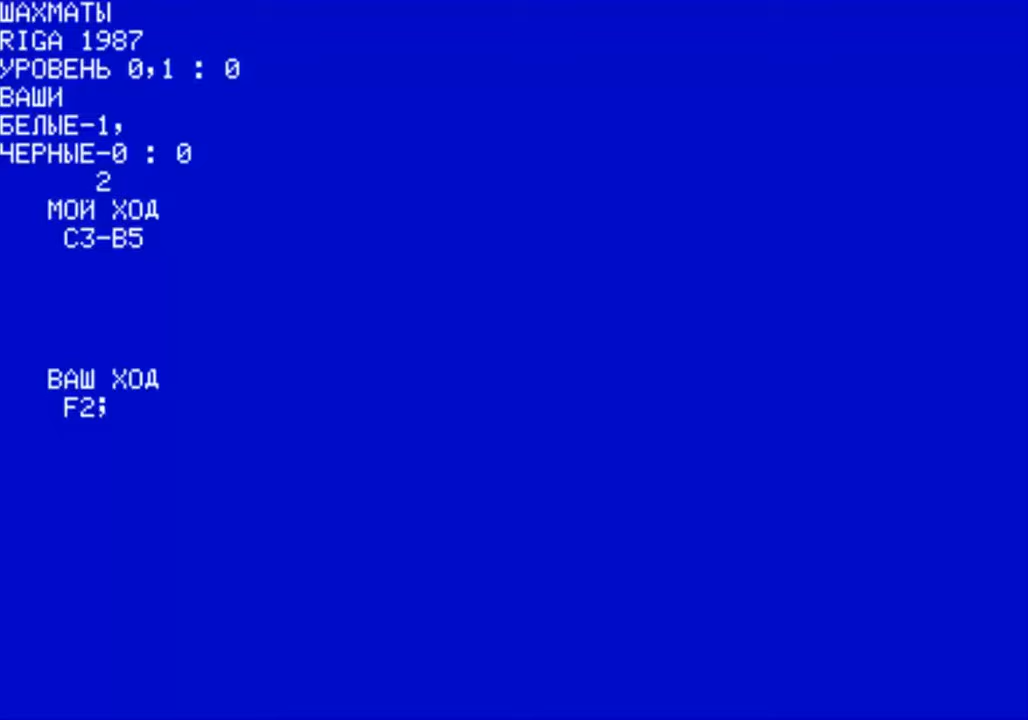 ШАХМАТЫ
RIGA 1987
УРОВЕНЬ 0,1 : 0
ВАШИ
БЕЛЫЕ-1,
ЧЕРНЫЕ-0 : 0
2
МОЙ ХОД
C3-B5
ВАШ ХОД
F2;